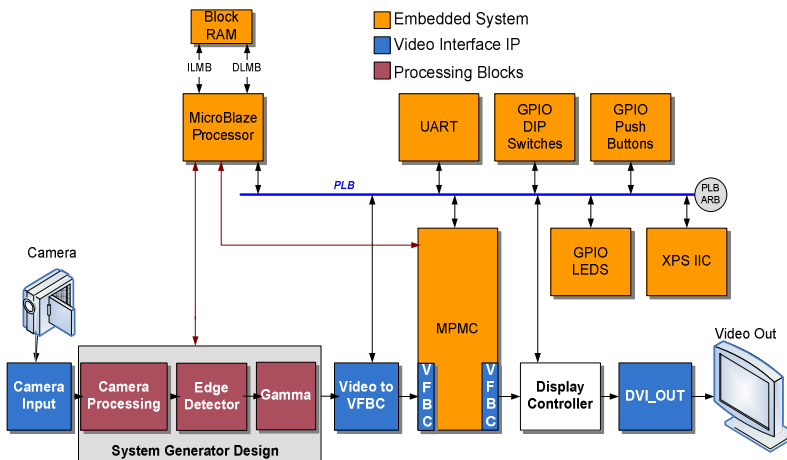 Block
RAM
ILMB
DLMB
MicroBlaze
Processor
Embedded System
Video Interface IP
Processing Blocks
UART
GPIO
DIP
Switches
GPIO
Push
Buttons
PLB
PLB
ARB
GPIO
LEDS
XPS IIC
MPMC
Camera
Video Out
Camera
Input
Camera
Processing
Edge
Detector
Gamma
Video to
VFBC
VFBC
VFBC
Display
Controller
DVI_OUT
System Generator Design